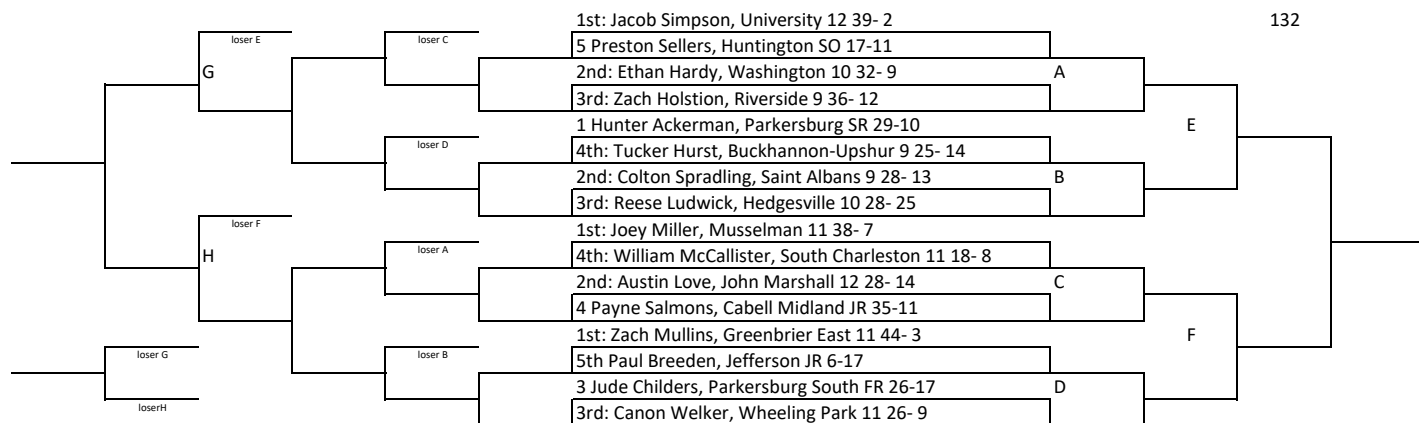 1st: Jacob Simpson, University 12 39- 2
132
loser E
loser C
5 Preston Sellers, Huntington SO 17-11
G
2nd: Ethan Hardy, Washington 10 32- 9
A
3rd: Zach Holstion, Riverside 9 36- 12
1 Hunter Ackerman, Parkersburg SR 29-10
E
loser D
4th: Tucker Hurst, Buckhannon-Upshur 9 25- 14
2nd: Colton Spradling, Saint Albans 9 28- 13
B
3rd: Reese Ludwick, Hedgesville 10 28- 25
loser F
1st: Joey Miller, Musselman 11 38- 7
H
loser A
4th: William McCallister, South Charleston 11 18- 8
2nd: Austin Love, John Marshall 12 28- 14
C
4 Payne Salmons, Cabell Midland JR 35-11
1st: Zach Mullins, Greenbrier East 11 44- 3
F
loser G
loser B
5th Paul Breeden, Jefferson JR 6-17
3 Jude Childers, Parkersburg South FR 26-17
D
loserH
3rd: Canon Welker, Wheeling Park 11 26- 9